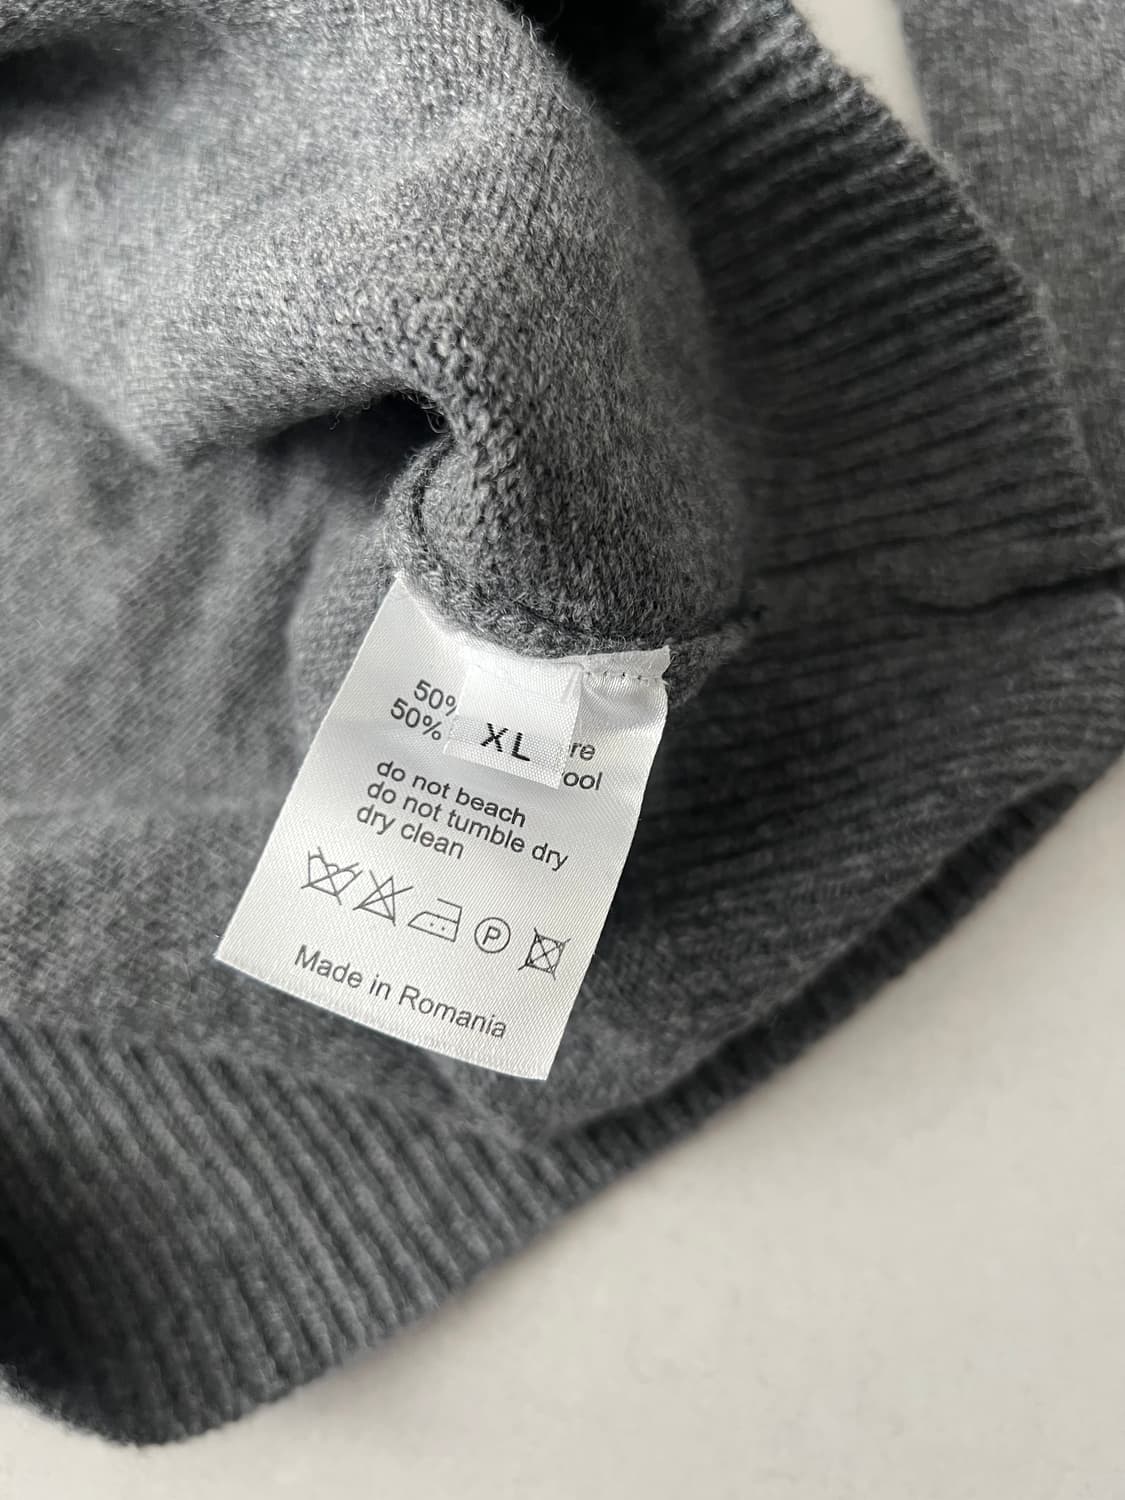 50%
50%
XL
re
ool
do not beach
do not tumble dry
dry clean
P
Made in Romania